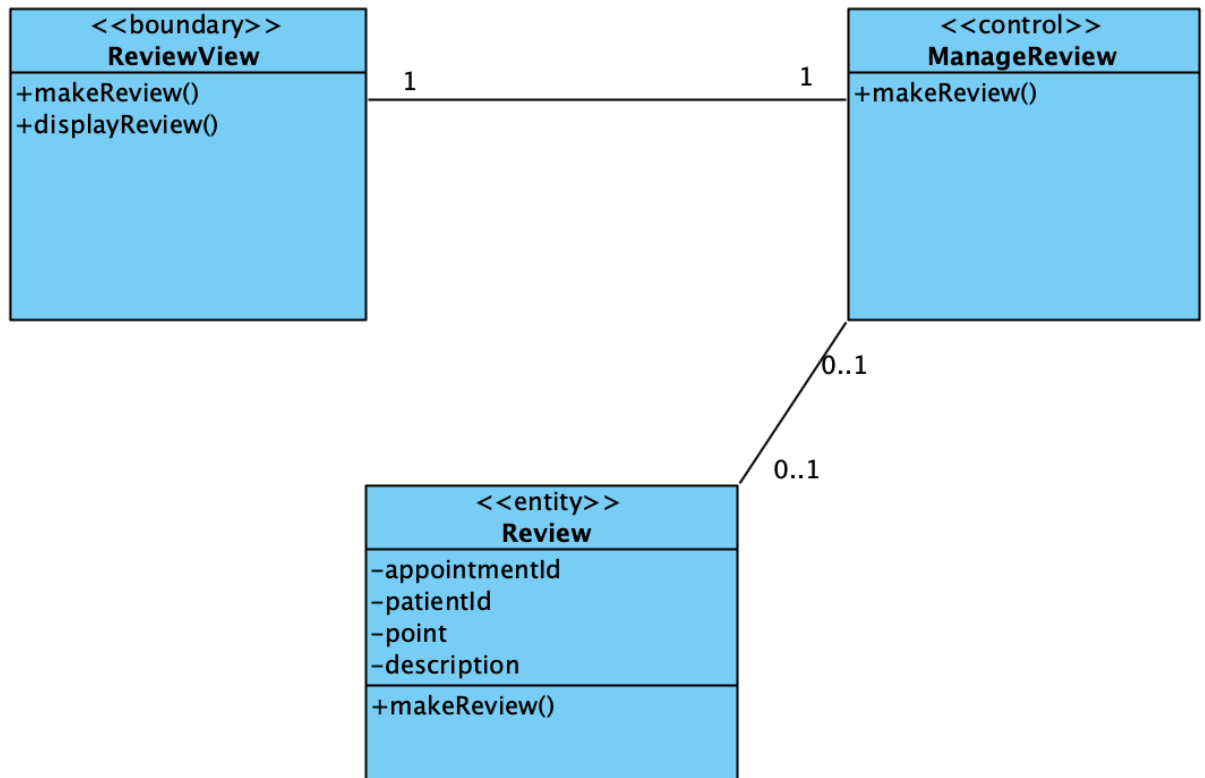 <<boundary>>
ReviewView
+makeReview()
+displayReview()
1
1
<<control>>
ManageReview
+makeReview()
0..1
0..1
<<entity>>
Review
-appointmentId
-patientId
-point
-description
+makeReview()